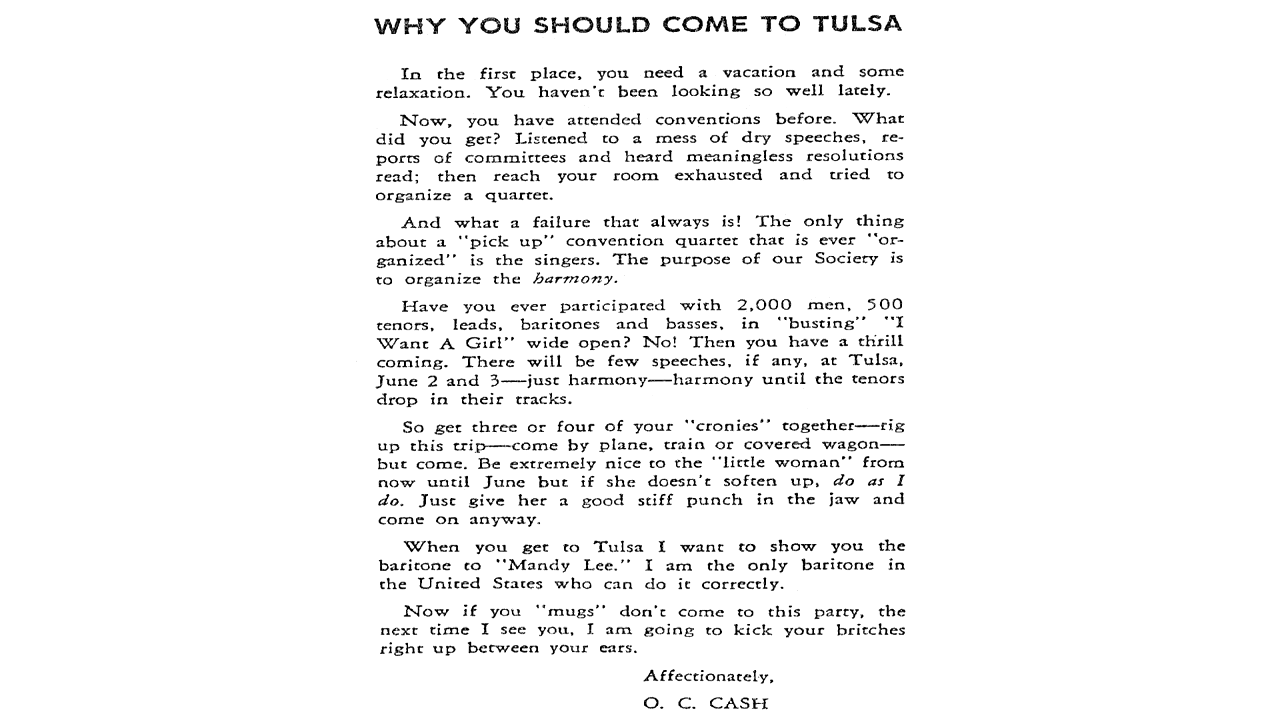 WHY YOU SHOULD COME TO TULSA
In the first place, you need a vacation and some
relaxation. You haven't been looking so well lately.
Now, you have attended conventions before. What
did you get? Listened to a mess of dry speeches, re-
ports of committees and heard meaningless resolutions
read; then reach your room exhausted and tried to
organize a quartet.
And what a failure that always is! The only thing
about a "pick up" convention quartet that is ever "or-
ganized" is the singers. The purpose of our Society is
to organize the harmony.
Have you ever participated with 2,000 men, 500
tenors, leads, baritones and basses, in "busting" "I
Want A Girl" wide open? No! Then you have a thrill
coming. There will be few speeches, if any, at Tulsa,
June 2 and 3—just harmony—harmony until the tenors
drop in their tracks.
So get three or four of your "cronies" together—rig
up this trip—come by plane, train or covered wagon—
but come. Be extremely nice to the "little woman" from
now until June but if she doesn't soften up, do as I
do. Just give her a good stiff punch in the jaw and
come on anyway.
When you get to Tulsa I want to show you the
baritone to "Mandy Lee." I am the only baritone in
the United States who can do it correctly.
Now if you "mugs" don't come to this party, the
next time I see you, I am going to kick your britches
right up between your ears.
Affectionately,
O. C. CASH